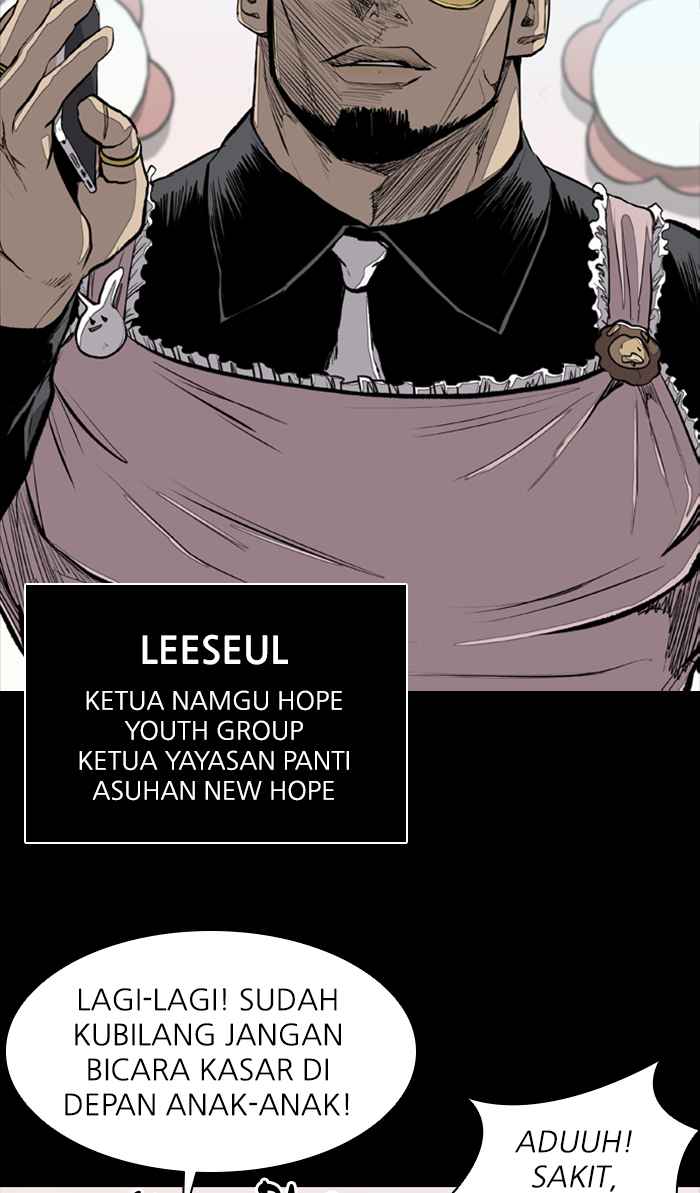 LEESEUL
KETUA NAMGU HOPE
YOUTH GROUP
KETUA YAYASAN PANTI
ASUHAN NEW HOPE
LAGI-LAGI! SUDAH
KUBILANG JANGAN
BICARA KASAR DI
DEPAN ANAK-ANAK!
ADUUH!
SAKIT,